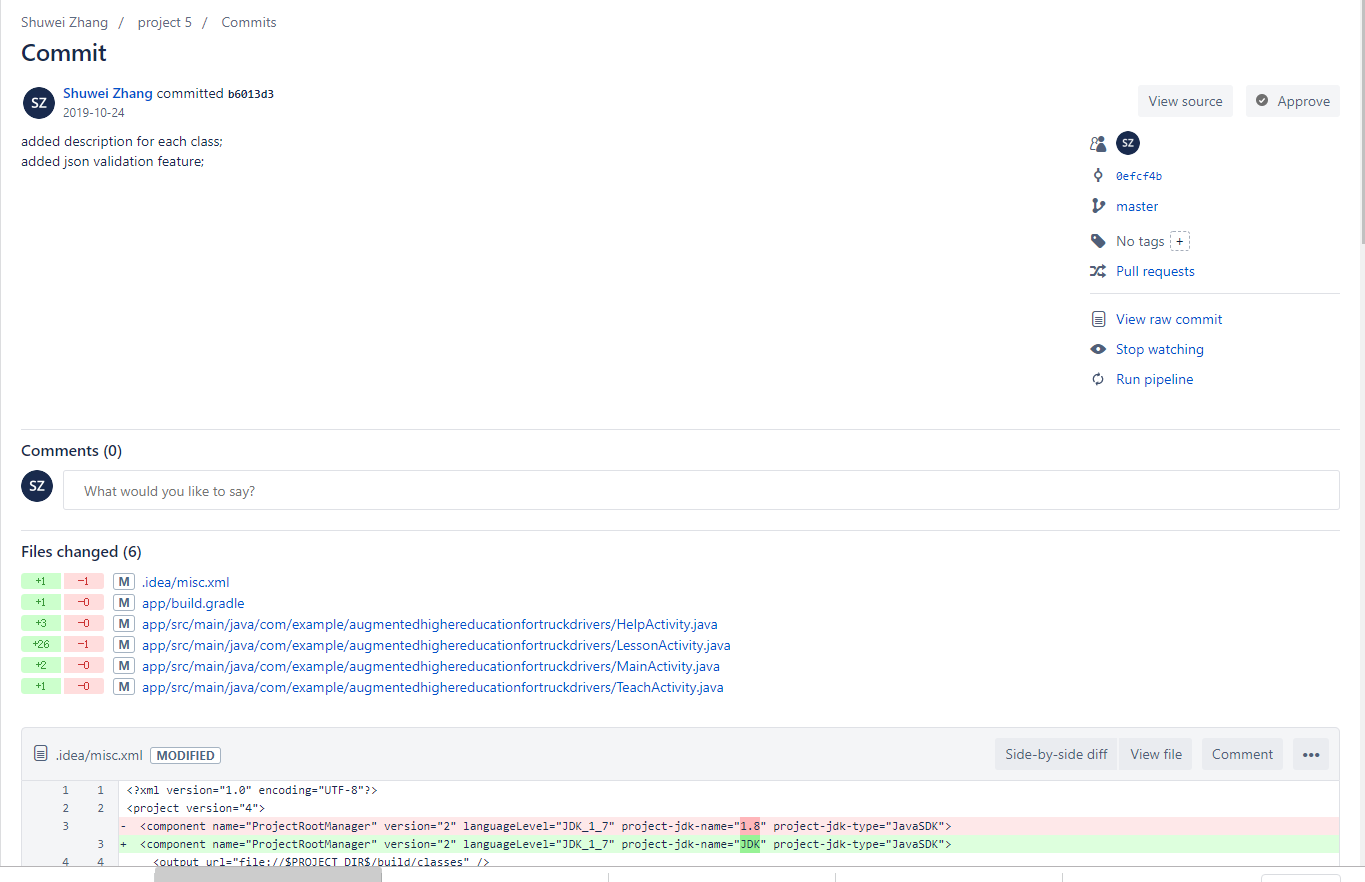 Shuwei Zhang / project 5 / Commits
Commit
SZ Shuwei Zhang committed b6013d3
2019-10-24
View source Approve
added description for each class;
added json validation feature;
SZ
0efcf4b
master
No tags +
Pull requests
View raw commit
Stop watching
Run pipeline
Comments (0)
SZ What would you like to say?
Files changed (6)
+1 −1 M .idea/misc.xml
+1 −0 M app/build.gradle
+3 −0 M app/src/main/java/com/example/augmentedhighereducationfortruckdrivers/HelpActivity.java
+26 −1 M app/src/main/java/com/example/augmentedhighereducationfortruckdrivers/LessonActivity.java
+2 −0 M app/src/main/java/com/example/augmentedhighereducationfortruckdrivers/MainActivity.java
+1 −0 M app/src/main/java/com/example/augmentedhighereducationfortruckdrivers/TeachActivity.java
.idea/misc.xml MODIFIED Side-by-side diff View file Comment •••
1 1 <?xml version="1.0" encoding="UTF-8"?>
2 2 <project version="4">
3 - <component name="ProjectRootManager" version="2" languageLevel="JDK_1_7" project-jdk-name="1.8" project-jdk-type="JavaSDK">
3 + <component name="ProjectRootManager" version="2" languageLevel="JDK_1_7" project-jdk-name="JDK" project-jdk-type="JavaSDK">
4 4 <output url="file://$PROJECT_DIR$/build/classes" />